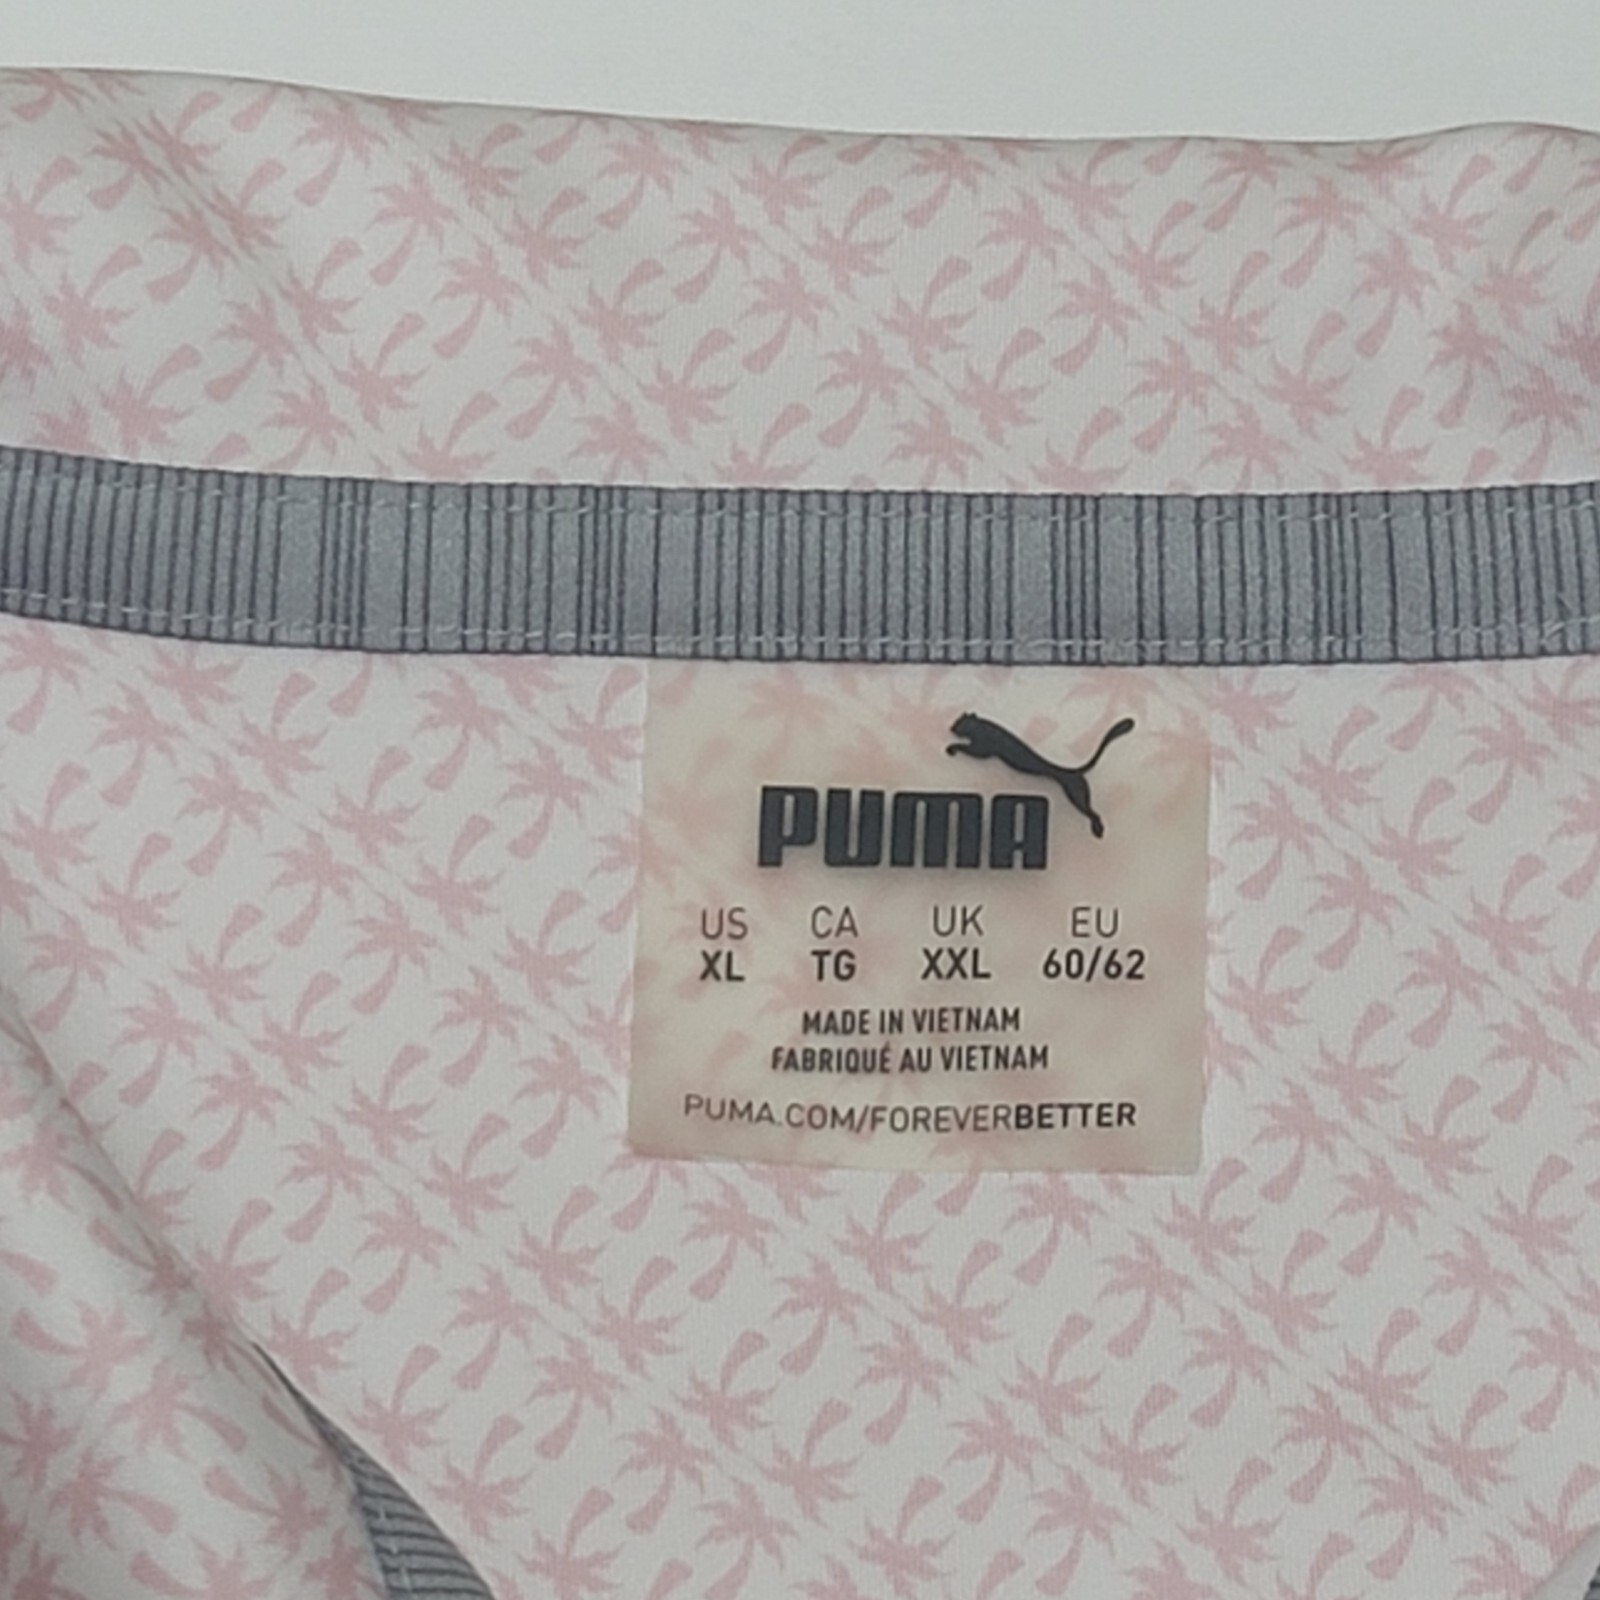 PUMA
US CA UK EU
XL TG XXL 60/62
MADE IN VIETNAM
FABRIQUÉ AU VIETNAM
PUMA.COM/FOREVERBETTER